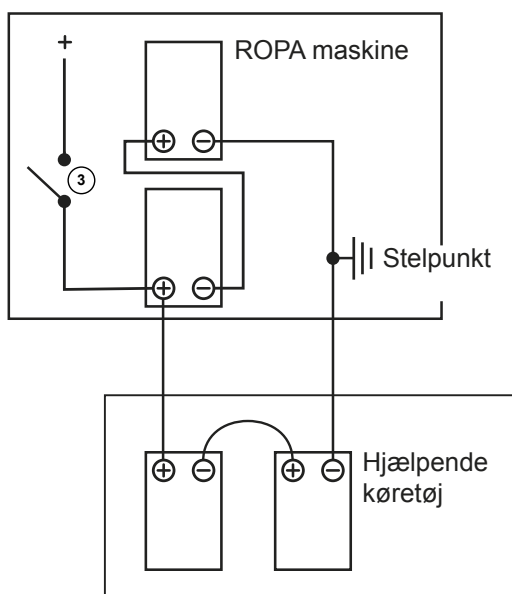 ROPA maskine
+
3
+ −
Stelpunkt
+ −
+ − + −
Hjælpende
køretøj